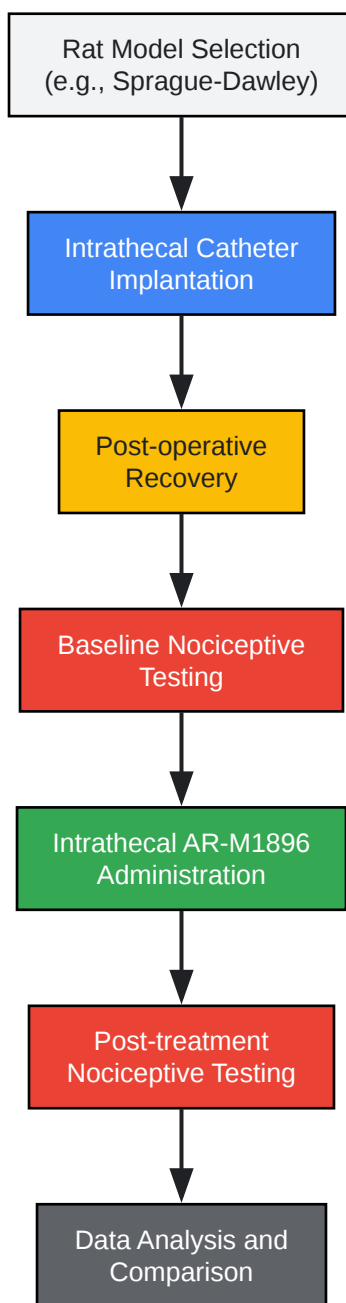 Rat Model Selection
(e.g., Sprague-Dawley)
Intrathecal Catheter
Implantation
Post-operative
Recovery
Baseline Nociceptive
Testing
Intrathecal AR-M1896
Administration
Post-treatment
Nociceptive Testing
Data Analysis and
Comparison